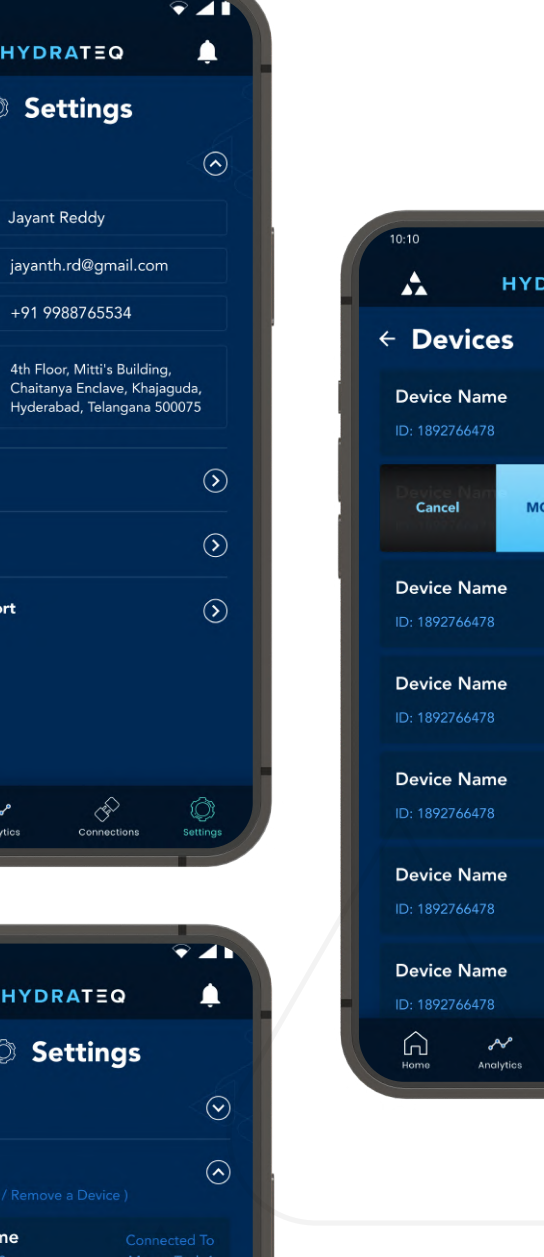 HYDRATEQ
Settings
Jayant Reddy
jayanth.rd@gmail.com
+91 9988765534
4th Floor, Mitti's Building,
Chaitanya Enclave, Khajaguda,
Hyderabad, Telangana 500075
ort
ytics
Connections
Settings
HYDRATEQ
Settings
/ Remove a Device )
me
Connected To
10:10
HYD
Devices
Device Name
ID: 1892766478
Device Name
Cancel
MO
Device Name
ID: 1892766478
Device Name
ID: 1892766478
Device Name
ID: 1892766478
Device Name
ID: 1892766478
Device Name
ID: 1892766478
Home
Analytics